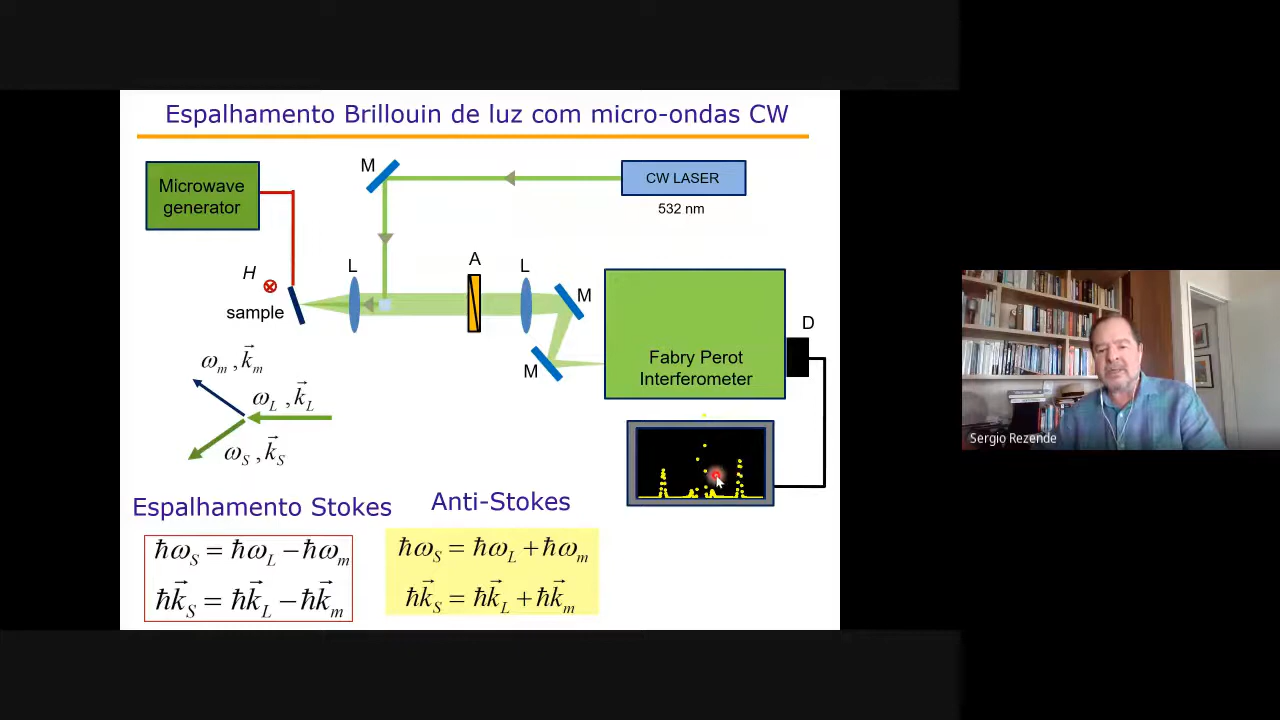 Espalhamento Brillouin de luz com micro-ondas CW
Microwave
generator
M
CW LASER
532 nm
H
sample
L
A
L
M
M
Fabry Perot
Interferometer
D
ω_m, k⃗_m
ω_L, k⃗_L
ω_S, k⃗_S
Sergio Rezende
Espalhamento Stokes
ħω_S = ħω_L − ħω_m
ħk⃗_S = ħk⃗_L − ħk⃗_m
Anti-Stokes
ħω_S = ħω_L + ħω_m
ħk⃗_S = ħk⃗_L + ħk⃗_m